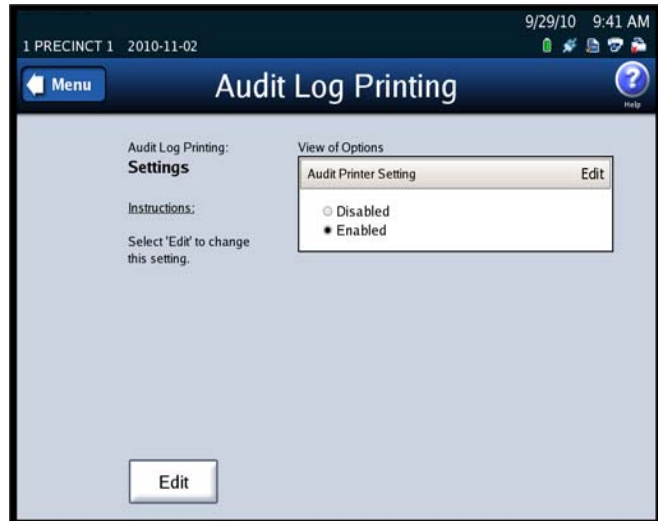 9/29/10 9:41 AM
1 PRECINCT 1 2010-11-02
Menu
Audit Log Printing
Help
Audit Log Printing:
Settings
Instructions:
Select 'Edit' to change
this setting.
View of Options
Audit Printer Setting Edit
Disabled
Enabled
Edit